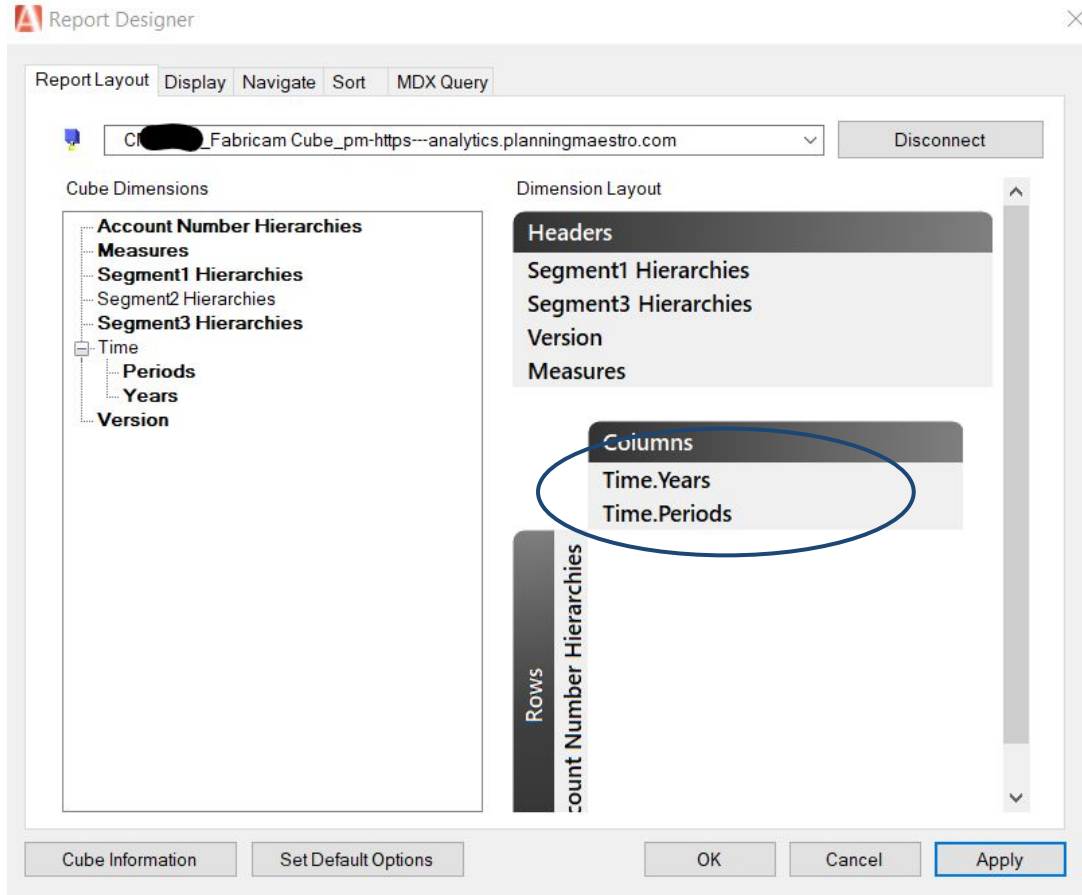 Report Designer
Report Layout Display Navigate Sort MDX Query
_Fabricam Cube_pm-https---analytics.planningmaestro.com
Disconnect
Cube Dimensions
Account Number Hierarchies
Measures
Segment1 Hierarchies
Segment2 Hierarchies
Segment3 Hierarchies
Time
Periods
Years
Version
Dimension Layout
Headers
Segment1 Hierarchies
Segment3 Hierarchies
Version
Measures
Columns
Time.Years
Time.Periods
Rows
count Number Hierarchies
Cube Information
Set Default Options
OK
Cancel
Apply